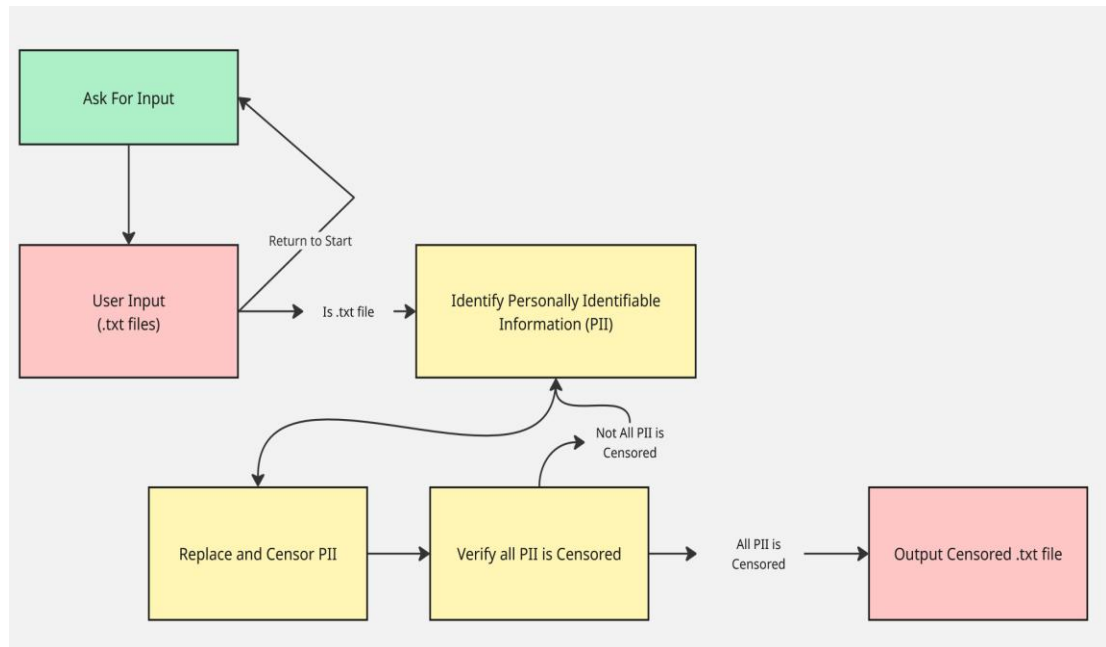 Ask For Input
Return to Start
User Input
(.txt files)
Is .txt file
Identify Personally Identifiable
Information (PII)
Not All PII is
Censored
Replace and Censor PII
Verify all PII is Censored
All PII is
Censored
Output Censored .txt file